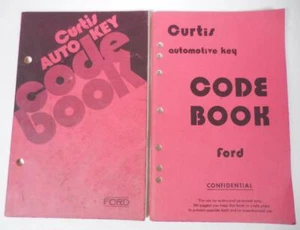 Curtis
AUTO KEY
code
book
FORD
Curtis
automotive key
CODE
BOOK
Ford
CONFIDENTIAL